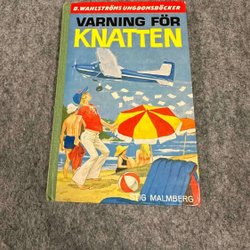 B. WAHLSTRÖMS UNGDOMSBÖCKER
VARNING FÖR
KNATTEN
STIG MALMBERG